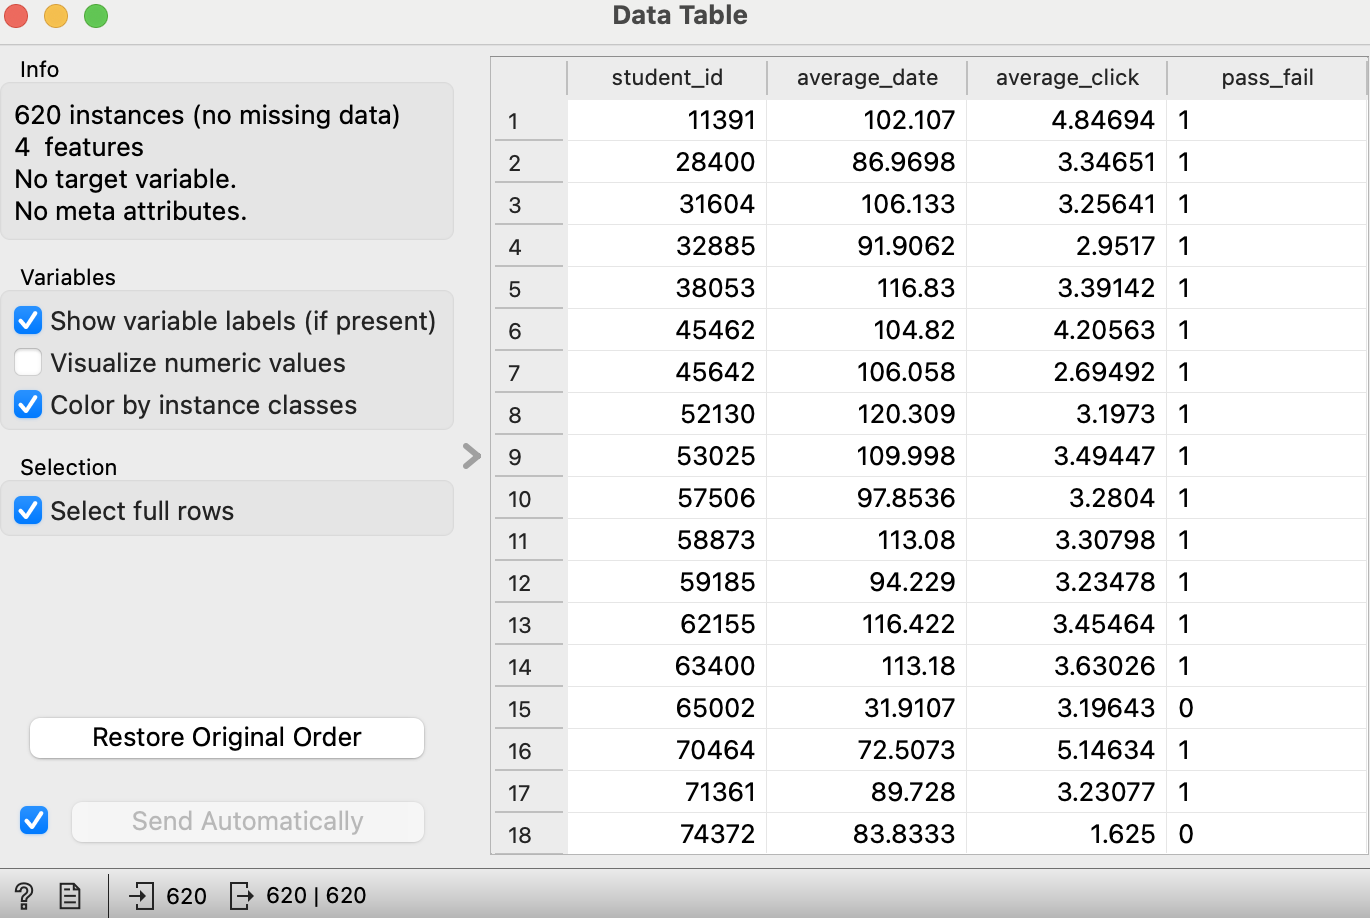 Data Table
Info
620 instances (no missing data)
4 features
No target variable.
No meta attributes.
Variables
Show variable labels (if present)
Visualize numeric values
Color by instance classes
Selection
Select full rows
Restore Original Order
Send Automatically
student_id average_date average_click pass_fail
1 11391 102.107 4.84694 1
2 28400 86.9698 3.34651 1
3 31604 106.133 3.25641 1
4 32885 91.9062 2.9517 1
5 38053 116.83 3.39142 1
6 45462 104.82 4.20563 1
7 45642 106.058 2.69492 1
8 52130 120.309 3.1973 1
9 53025 109.998 3.49447 1
10 57506 97.8536 3.2804 1
11 58873 113.08 3.30798 1
12 59185 94.229 3.23478 1
13 62155 116.422 3.45464 1
14 63400 113.18 3.63026 1
15 65002 31.9107 3.19643 0
16 70464 72.5073 5.14634 1
17 71361 89.728 3.23077 1
18 74372 83.8333 1.625 0
? 620 620 | 620